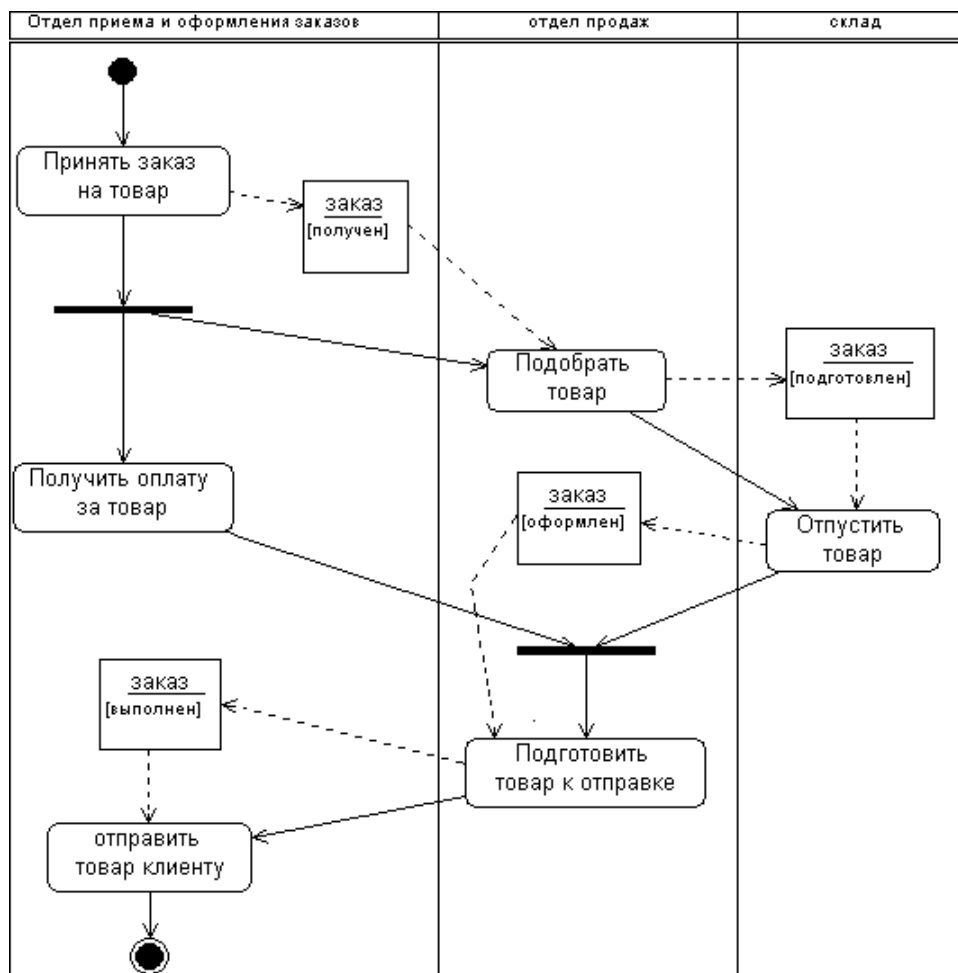 Отдел приема и оформления заказов
отдел продаж
склад
Принять заказ
на товар
заказ
[получен]
Подобрать
товар
заказ
[подготовлен]
Получить оплату
за товар
заказ
[оформлен]
Отпустить
товар
заказ
[выполнен]
Подготовить
товар к отправке
отправить
товар клиенту